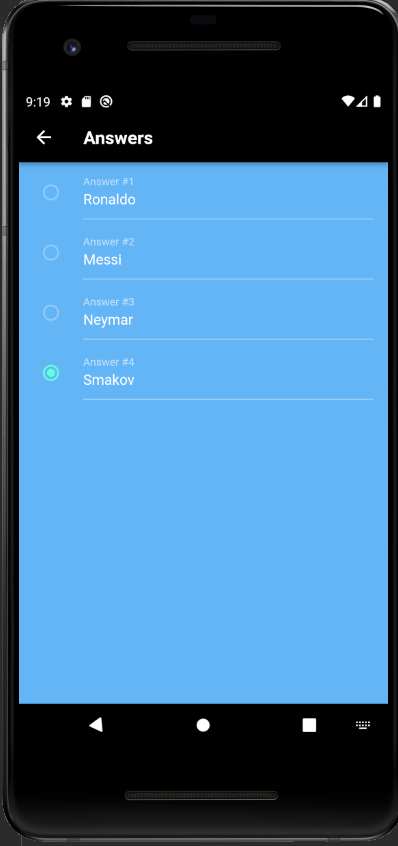 9:19
Answers
Answer #1
Ronaldo
Answer #2
Messi
Answer #3
Neymar
Answer #4
Smakov